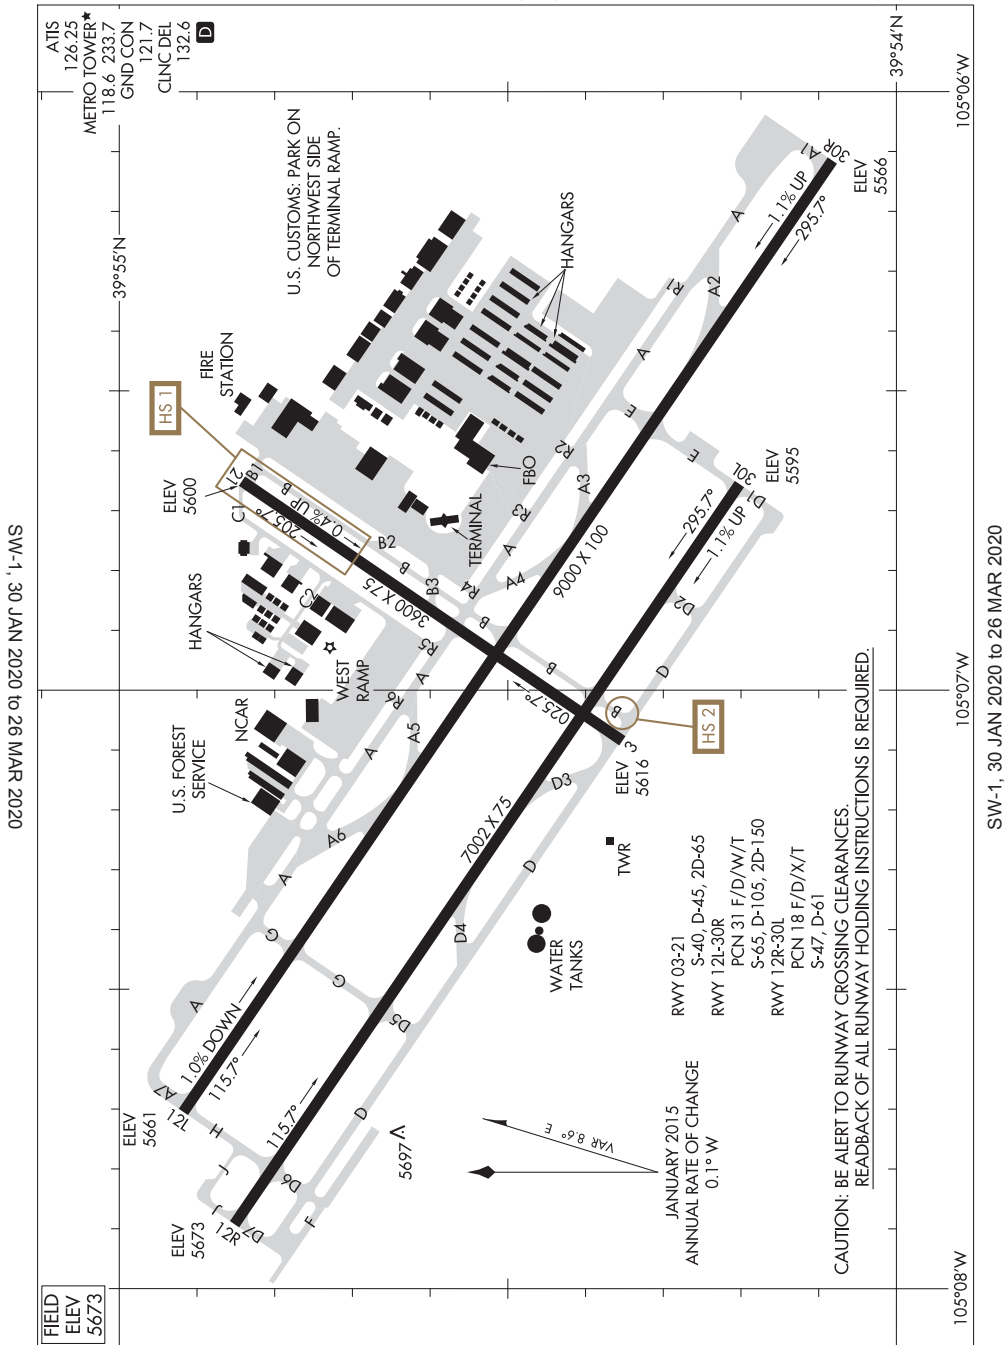 SW-1, 30 JAN 2020 to 26 MAR 2020
SW-1, 30 JAN 2020 to 26 MAR 2020
ATIS
126.25
METRO TOWER★
118.6 233.7
GND CON
121.7
CLNC DEL
132.6
D
39°54'N
39°55'N
105°06'W
105°07'W
105°08'W
FIELD
ELEV
5673
U.S. CUSTOMS: PARK ON
NORTHWEST SIDE
OF TERMINAL RAMP.
HANGARS
FIRE
STATION
HS 1
ELEV
5600
21
B1
B
C1
205.7°
0.4% UP
B2
B
B3
C2
3600 X 75
HANGARS
WEST
RAMP
NCAR
U.S. FOREST
SERVICE
TERMINAL
FBO
R1
R2
R3
R4
R5
R6
A1
30R
ELEV
5566
1.1% UP
295.7°
A
A2
A
E
E
A3
A
A4
9000 X 100
B
B
025.7°
B
3
ELEV
5616
HS 2
30L
D1
ELEV
5595
295.7°
1.1% UP
D2
D
D3
7002 X 75
D
D4
A
A5
A
A6
A
G
G
A
D5
D
1.0% DOWN
115.7°
A7
12L
ELEV
5661
H
J
J
115.7°
D6
F
D7
12R
ELEV
5673
5697
TWR
WATER
TANKS
RWY 03-21
S-40, D-45, 2D-65
RWY 12L-30R
PCN 31 F/D/W/T
S-65, D-105, 2D-150
RWY 12R-30L
PCN 18 F/D/X/T
S-47, D-61
VAR 8.6° E
JANUARY 2015
ANNUAL RATE OF CHANGE
0.1° W
CAUTION: BE ALERT TO RUNWAY CROSSING CLEARANCES.
READBACK OF ALL RUNWAY HOLDING INSTRUCTIONS IS REQUIRED.